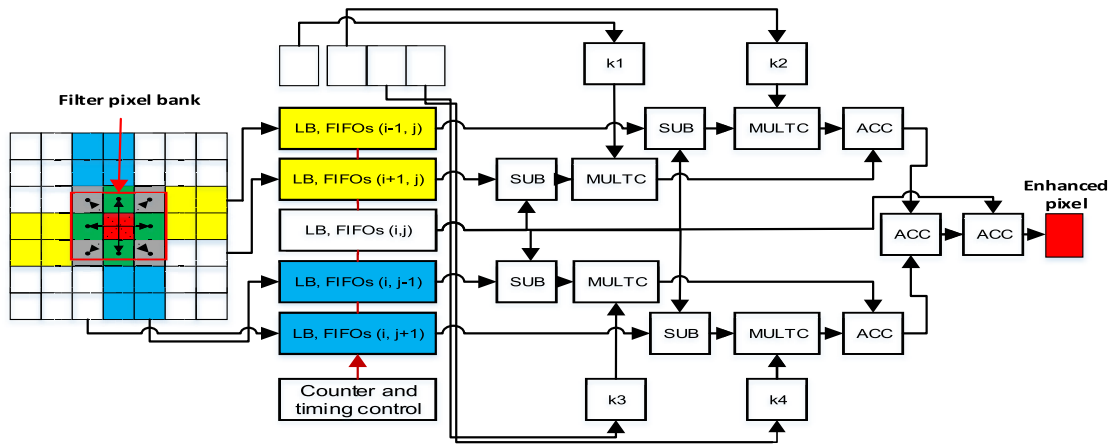 k1
k2
Filter pixel bank
LB, FIFOs (i-1, j)
SUB
MULTC
ACC
LB, FIFOs (i+1, j)
SUB
MULTC
Enhanced
pixel
LB, FIFOs (i,j)
ACC
ACC
LB, FIFOs (i, j-1)
SUB
MULTC
LB, FIFOs (i, j+1)
SUB
MULTC
ACC
Counter and
timing control
k3
k4